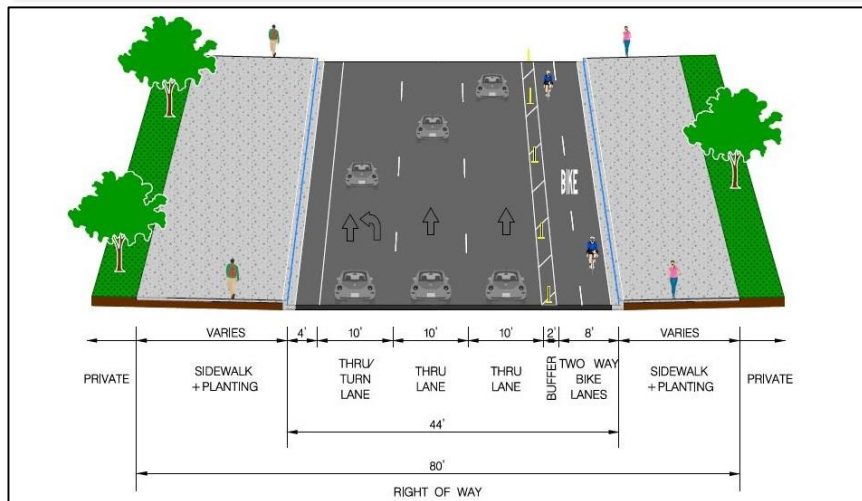 BIKE
VARIES 4' 10' 10' 10' 2' 8' VARIES
PRIVATE
SIDEWALK
+PLANTING
THRU/
TURN
LANE
THRU
LANE
THRU
LANE
BUFFER
TWO WAY
BIKE
LANES
SIDEWALK
+PLANTING
PRIVATE
44'
80'
RIGHT OF WAY